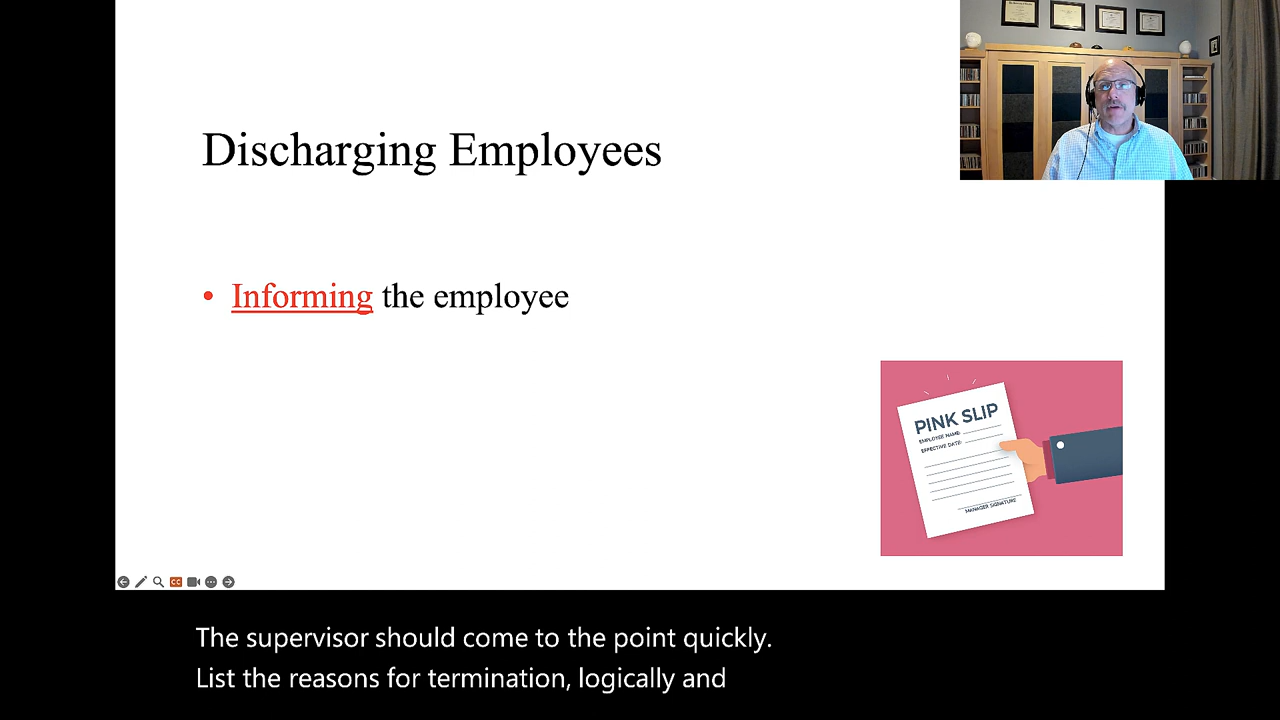 Discharging Employees
• Informing the employee
PINK SLIP
EMPLOYEE NAME:
EFFECTIVE DATE:
MANAGER SIGNATURE
CC
The supervisor should come to the point quickly.
List the reasons for termination, logically and